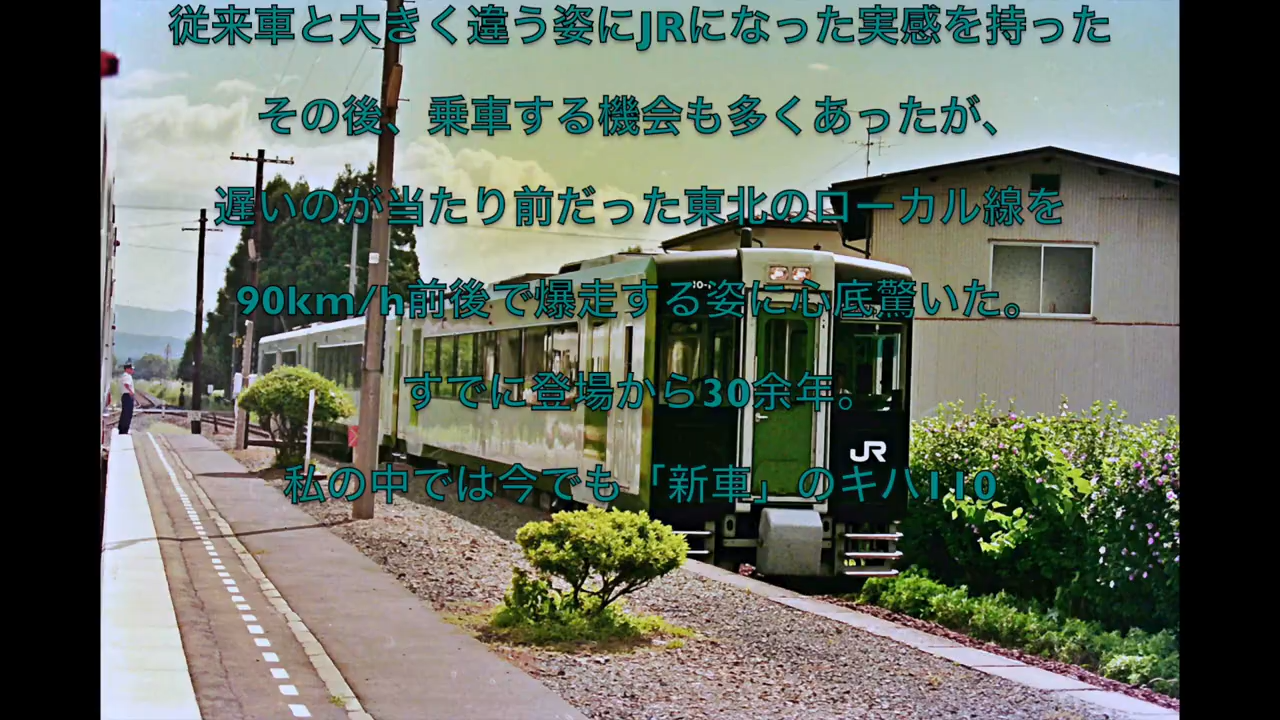 従来車と大きく違う姿にJRになった実感を持った
その後、乗車する機会も多くあったが、
遅いのが当たり前だった東北のローカル線を
90km/h前後で爆走する姿に心底驚いた。
すでに登場から30余年。
JR
私の中では今でも「新車」のキハ110